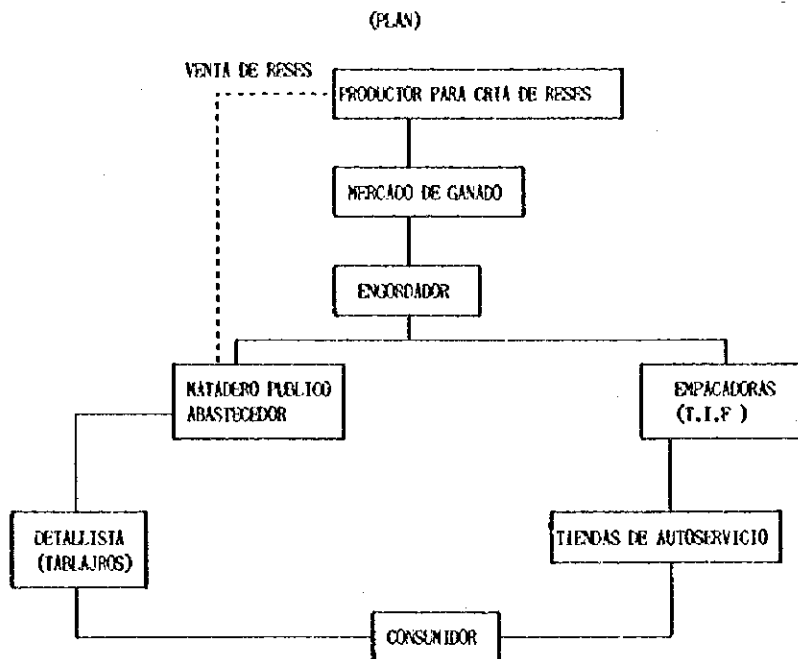 (PLAN)
VENTA DE RESES
PRODUCTOR PARA CRIA DE RESES
MERCADO DE GANADO
ENGORDADOR
MATADERO PUBLICO
ABASTECEDOR
EMPACADORAS
(T.I.F )
DETALLISTA
(TABLAJROS)
TIENDAS DE AUTOSERVICIO
CONSUMIDOR